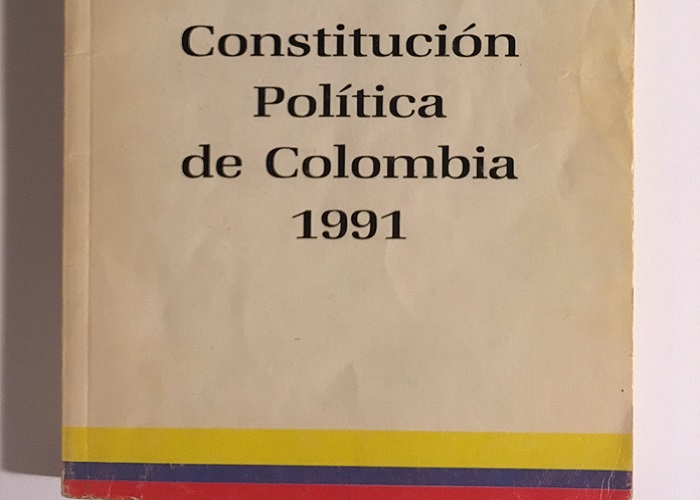 Constitución
Política
de Colombia
1991